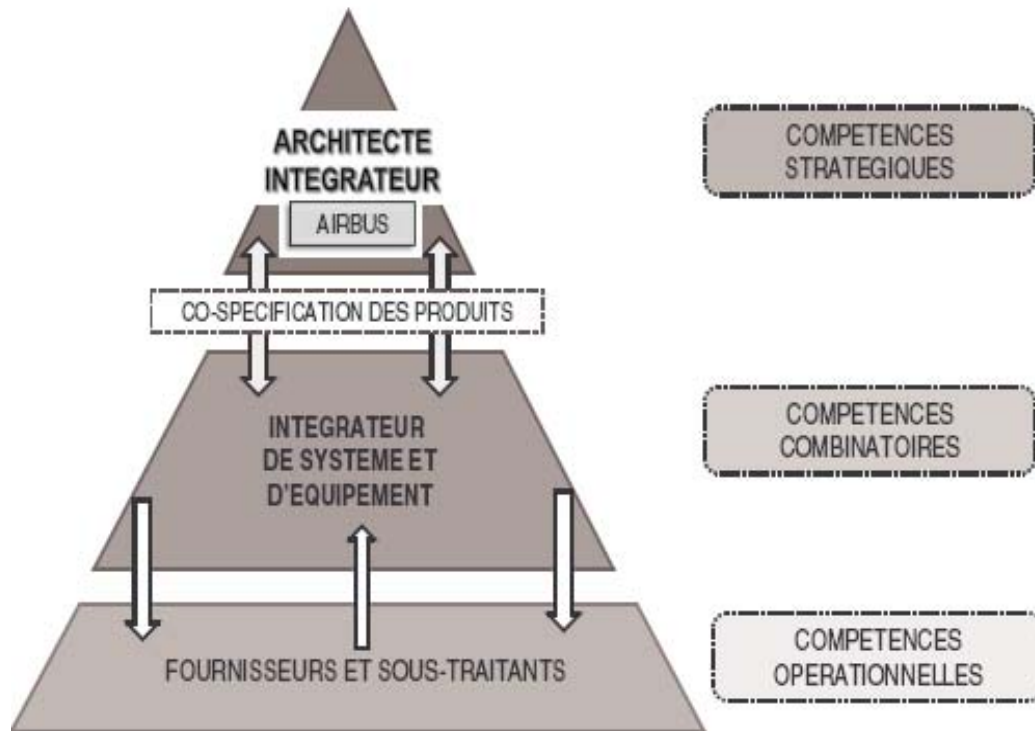 ARCHITECTE
INTEGRATEUR
AIRBUS
COMPETENCES
STRATEGIQUES
CO-SPECIFICATION DES PRODUITS
INTEGRATEUR
DE SYSTEME ET
D'EQUIPEMENT
COMPETENCES
COMBINATOIRES
FOURNISSEURS ET SOUS-TRAITANTS
COMPETENCES
OPERATIONNELLES